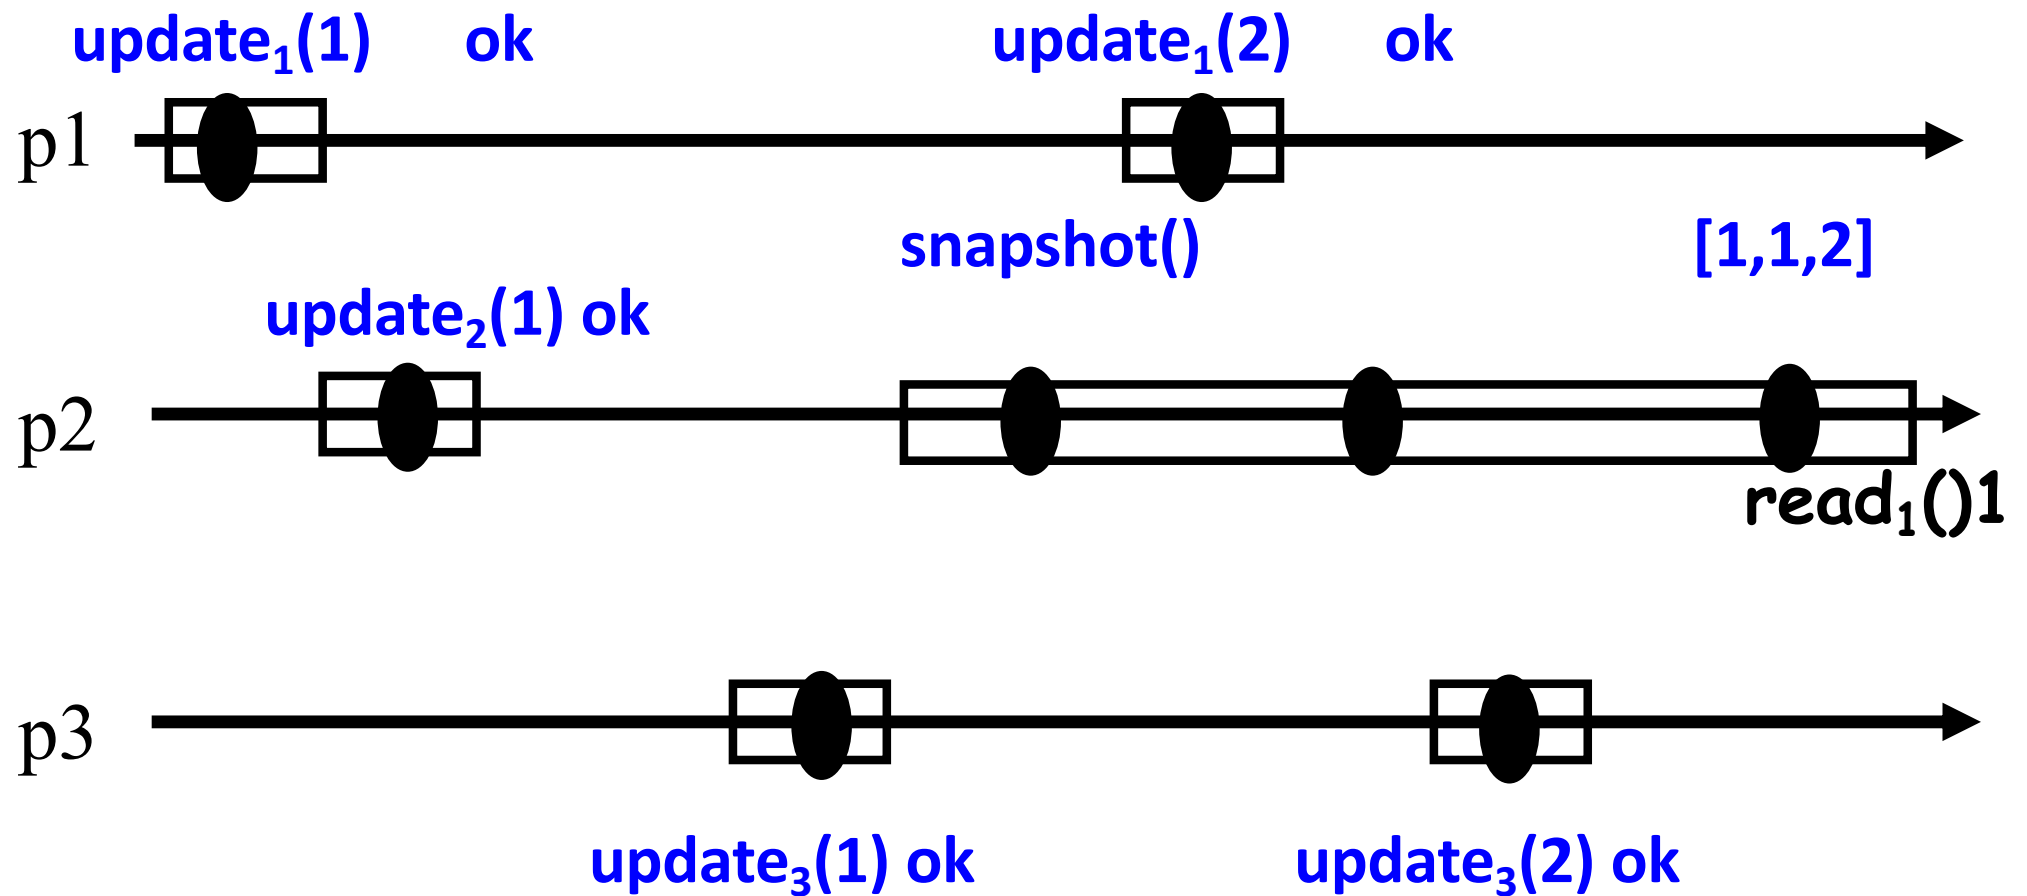 update₁(1) ok update₁(2) ok
p1
snapshot() [1,1,2]
update₂(1) ok
p2
read₁()1
p3
update₃(1) ok update₃(2) ok